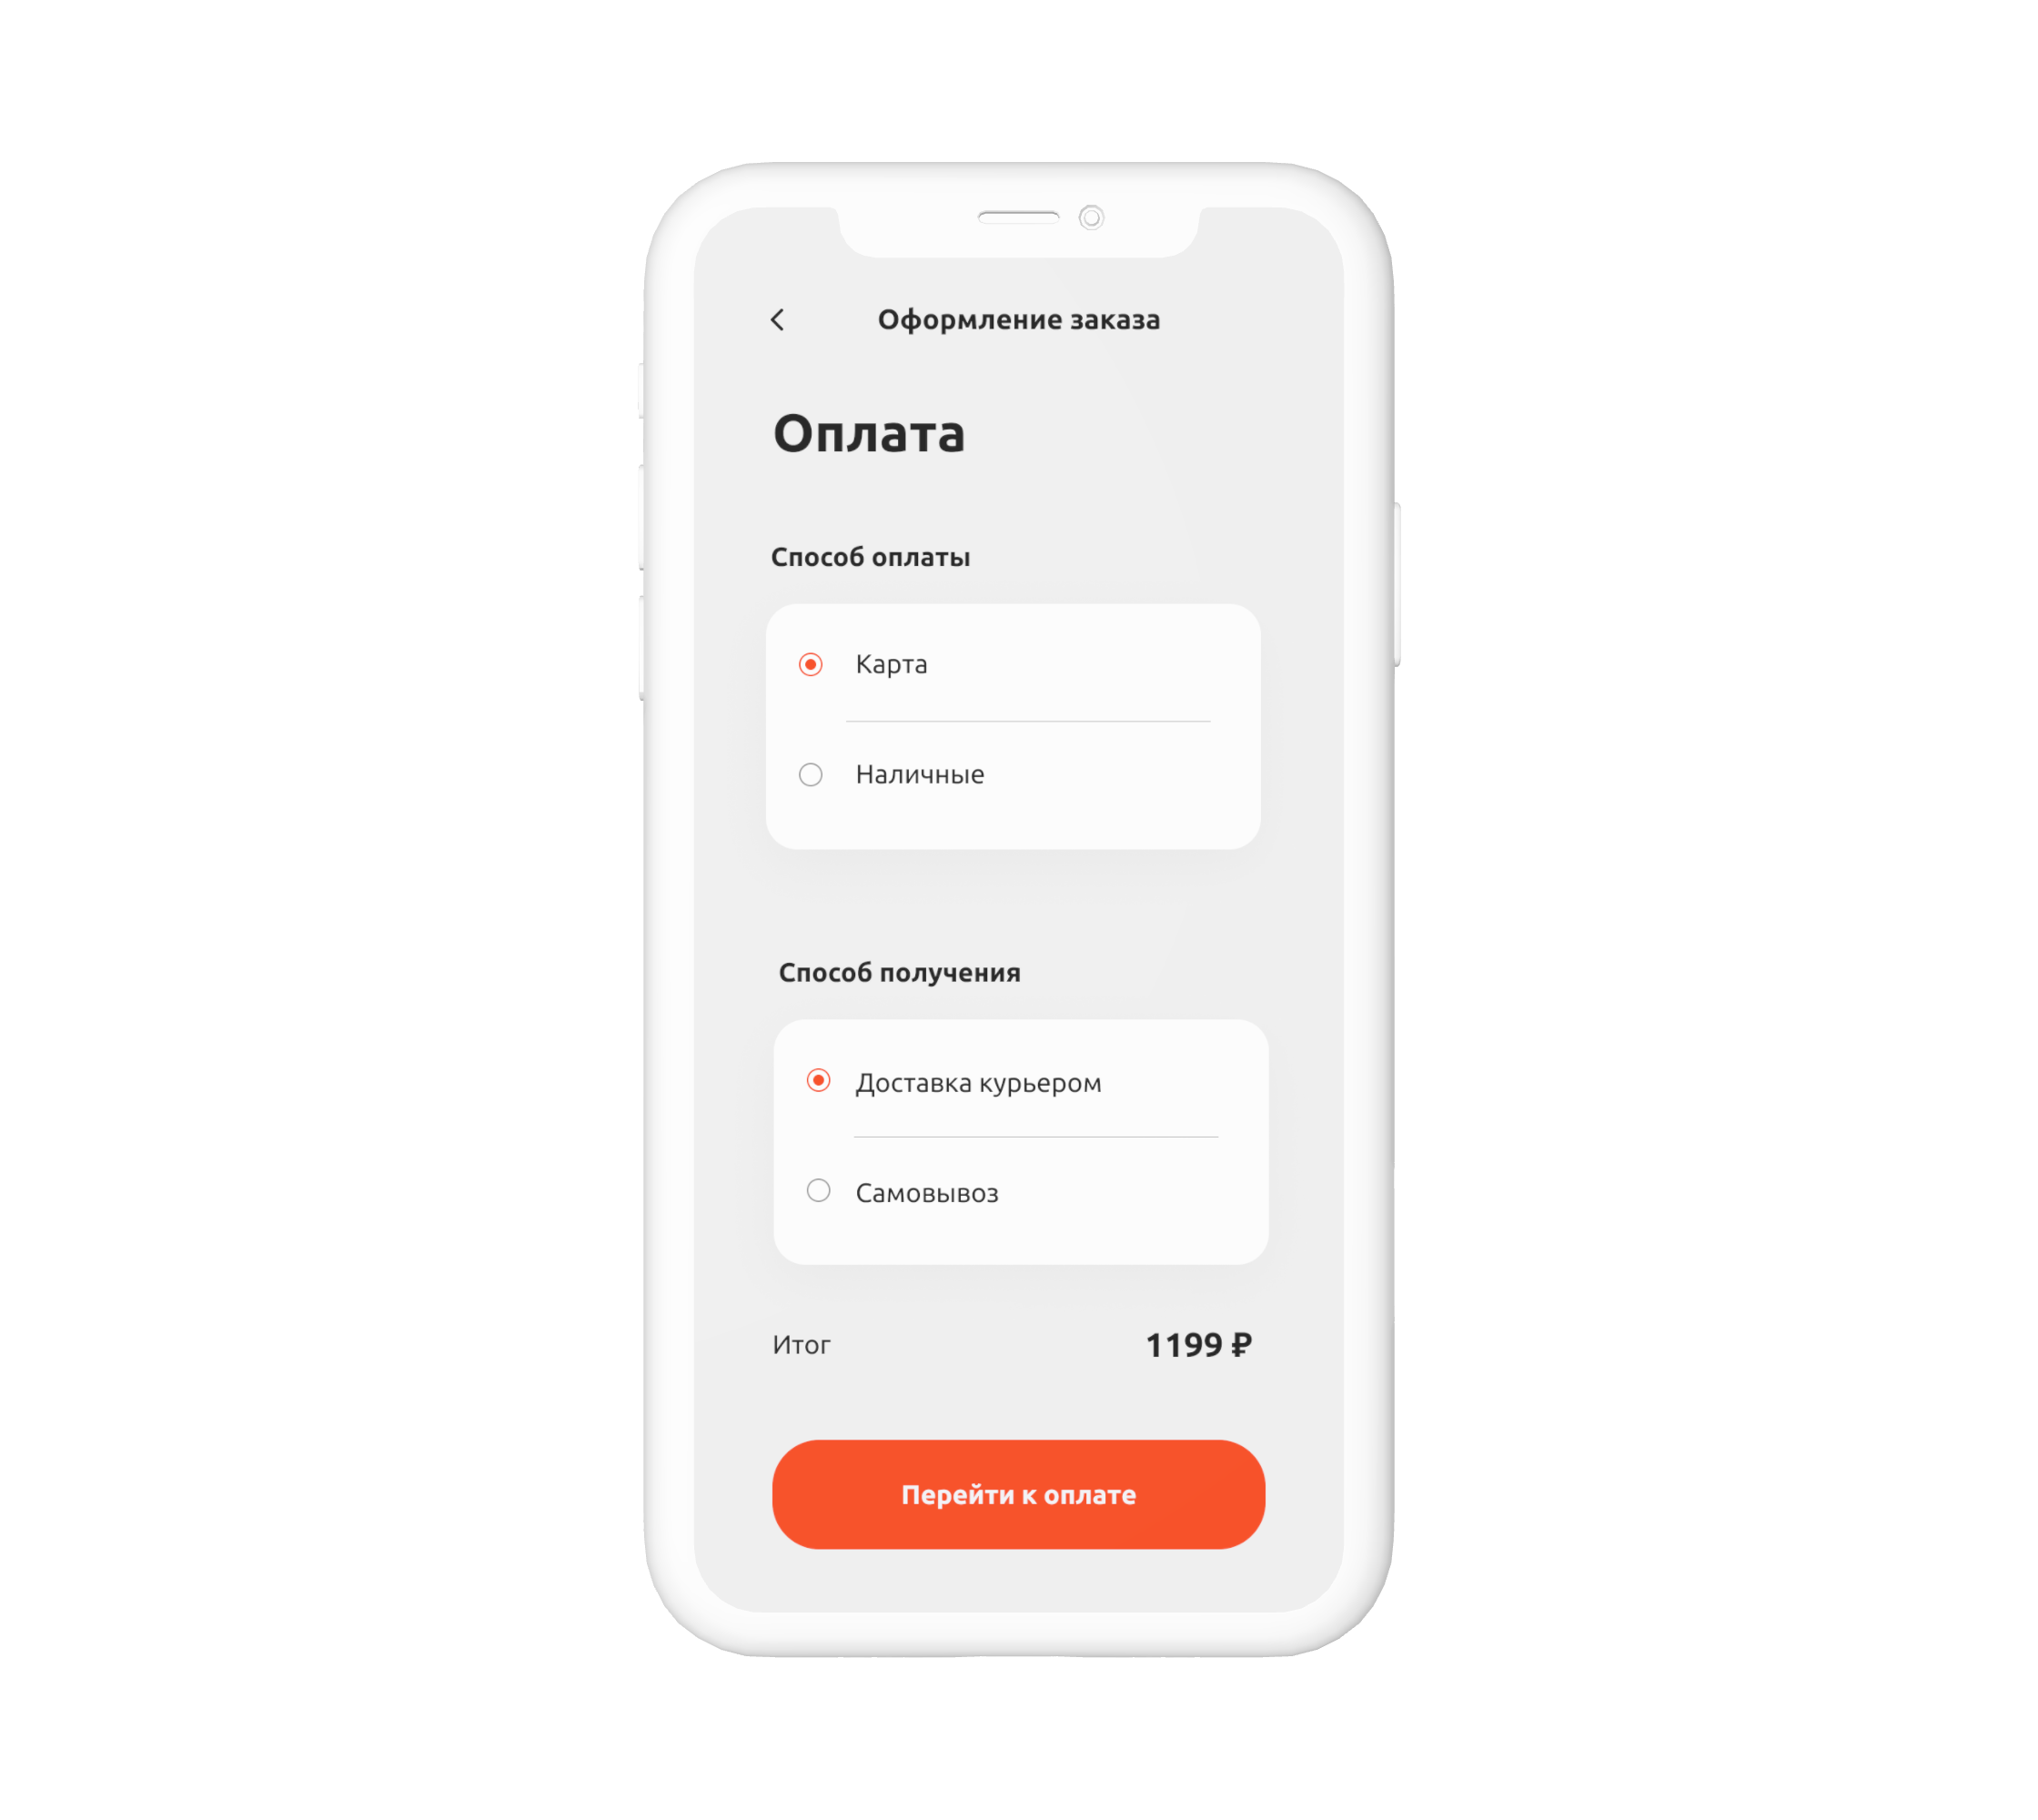 Оформление заказа
Оплата
Способ оплаты
Карта
Наличные
Способ получения
Доставка курьером
Самовывоз
Итог 1199 ₽
Перейти к оплате